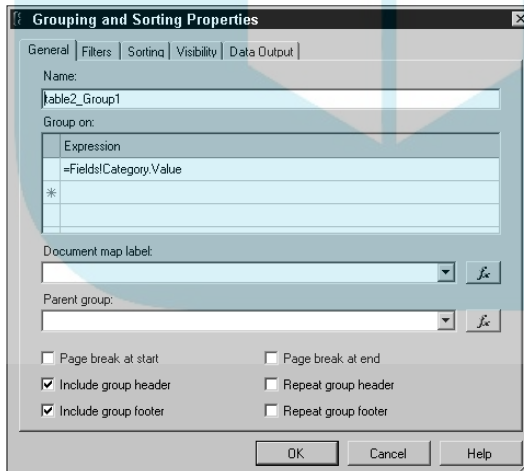 Grouping and Sorting Properties
General Filters Sorting Visibility Data Output
Name:
table2_Group1
Group on:
Expression
=Fields!Category.Value
Document map label:
fx
Parent group:
fx
Page break at start Page break at end
Include group header Repeat group header
Include group footer Repeat group footer
OK Cancel Help